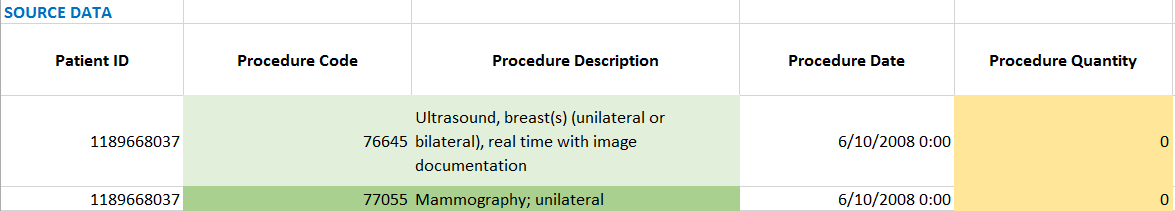 SOURCE DATA
Patient ID Procedure Code Procedure Description Procedure Date Procedure Quantity
Ultrasound, breast(s) (unilateral or
1189668037 76645 bilateral), real time with image 6/10/2008 0:00 0
documentation
1189668037 77055 Mammography; unilateral 6/10/2008 0:00 0